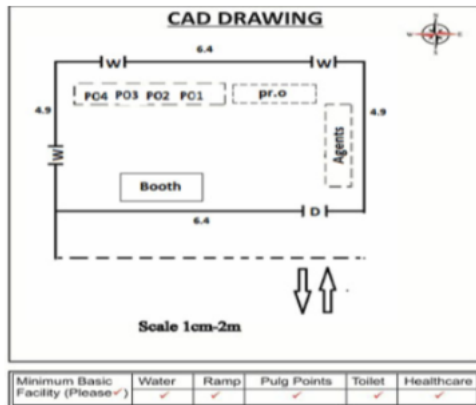 CAD DRAWING
6.4
W W
PO4 PO3 PO2 PO1 pr.o
4.9 4.9
W
Agents
Booth
6.4 D
Scale 1cm-2m
Minimum Basic Water Ramp Pulg Points Toilet Healthcare
Facility (Please✓) ✓ ✓ ✓ ✓ ✓